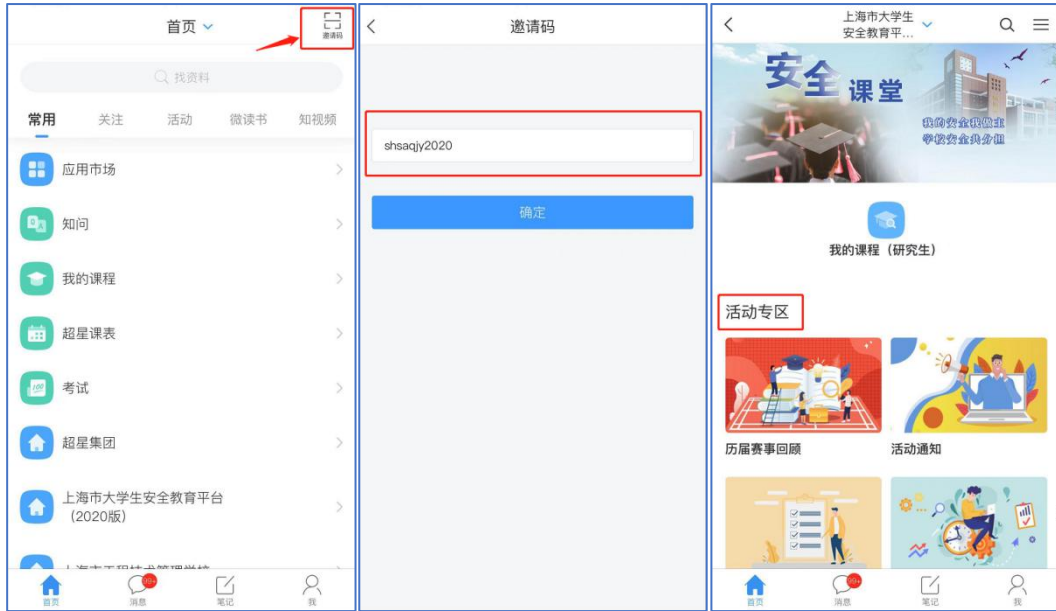 首页
邀请码
找资料
常用 关注 活动 微读书 知视频
应用市场
知问
我的课程
超星课表
考试
超星集团
上海市大学生安全教育平台
(2020版)
首页 消息 笔记 我
99+
邀请码
shsaqjy2020
确定
上海市大学生
安全教育平...
安全课堂
我的安全我做主
学校安全共分担
我的课程（研究生）
活动专区
历届赛事回顾 活动通知
首页 消息 笔记 我
99+